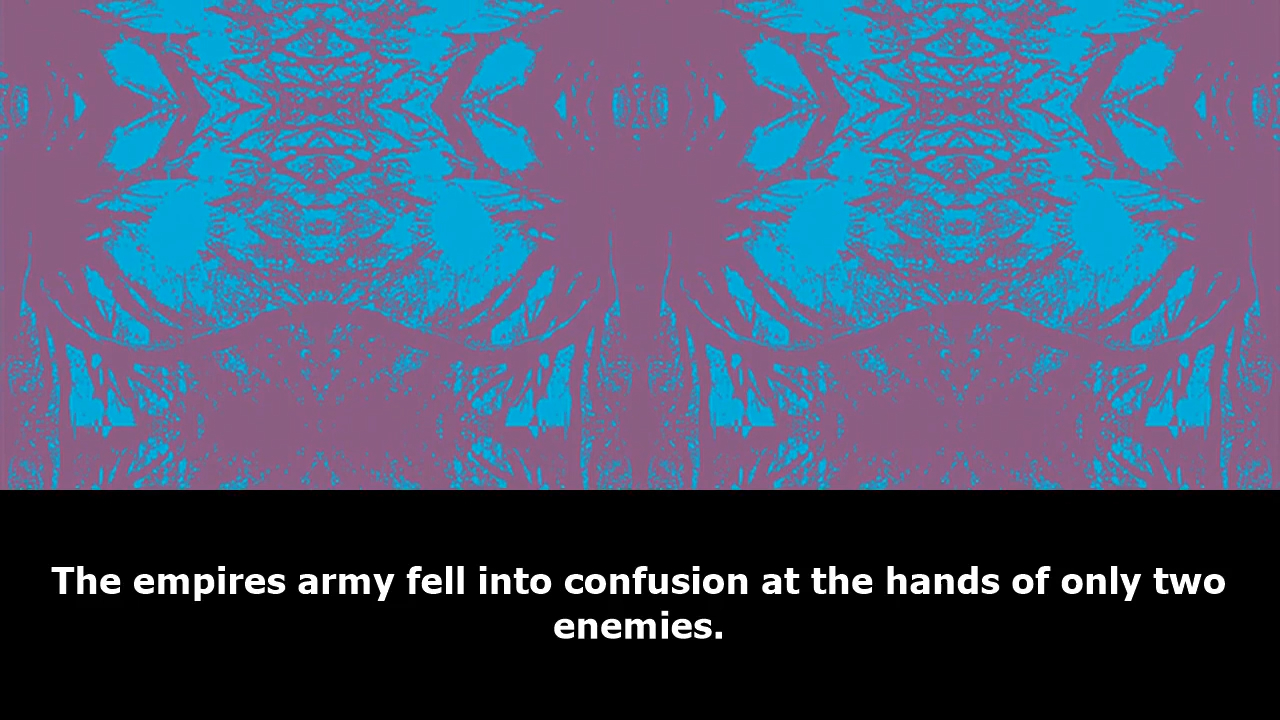 The empires army fell into confusion at the hands of only two
enemies.